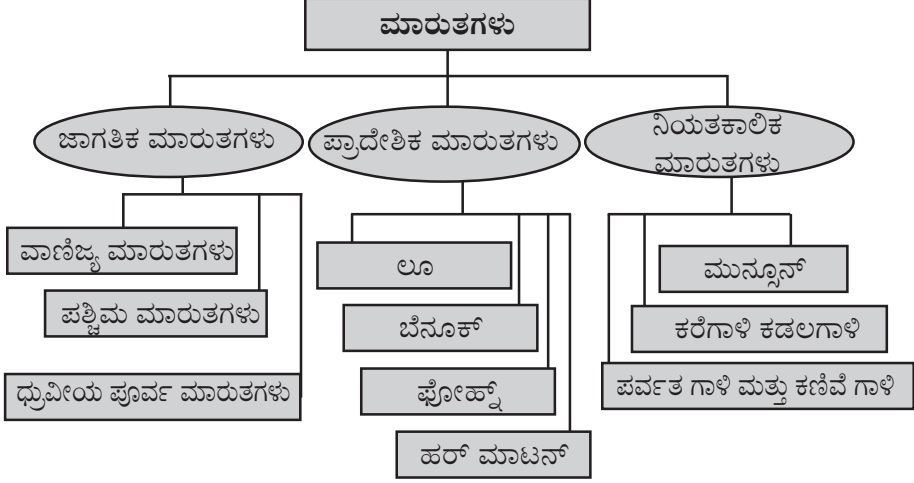 ಮಾರುತಗಳು
ಜಾಗತಿಕ ಮಾರುತಗಳು
ಪ್ರಾದೇಶಿಕ ಮಾರುತಗಳು
ನಿಯತಕಾಲಿಕ
ಮಾರುತಗಳು
ವಾಣಿಜ್ಯ ಮಾರುತಗಳು
ಪಶ್ಚಿಮ ಮಾರುತಗಳು
ಧ್ರುವೀಯ ಪೂರ್ವ ಮಾರುತಗಳು
ಲೂ
ಬೆನೂಕ್
ಫೋಹ್ನ್
ಹರ್ ಮಾಟನ್
ಮುನ್ಸೂನ್
ಕರೆಗಾಳಿ ಕಡಲಗಾಳಿ
ಪರ್ವತ ಗಾಳಿ ಮತ್ತು ಕಣಿವೆ ಗಾಳಿ